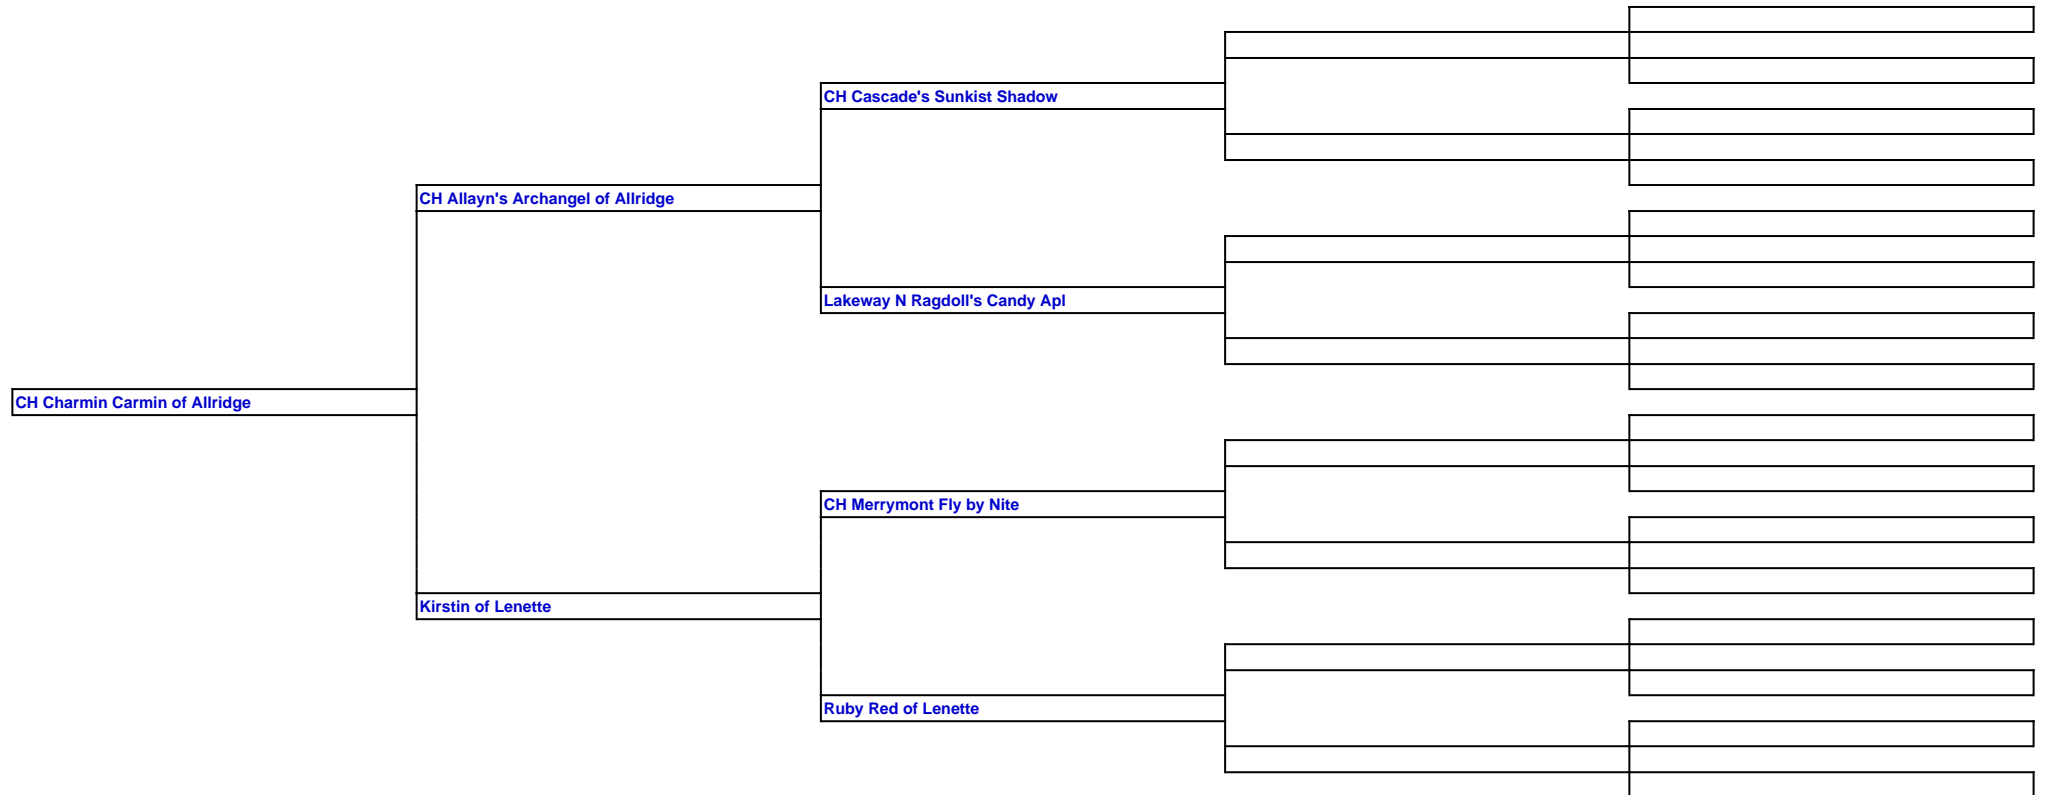 CH Cascade's Sunkist Shadow
CH Allayn's Archangel of Allridge
Lakeway N Ragdoll's Candy Apl
CH Charmin Carmin of Allridge
CH Merrymont Fly by Nite
Kirstin of Lenette
Ruby Red of Lenette